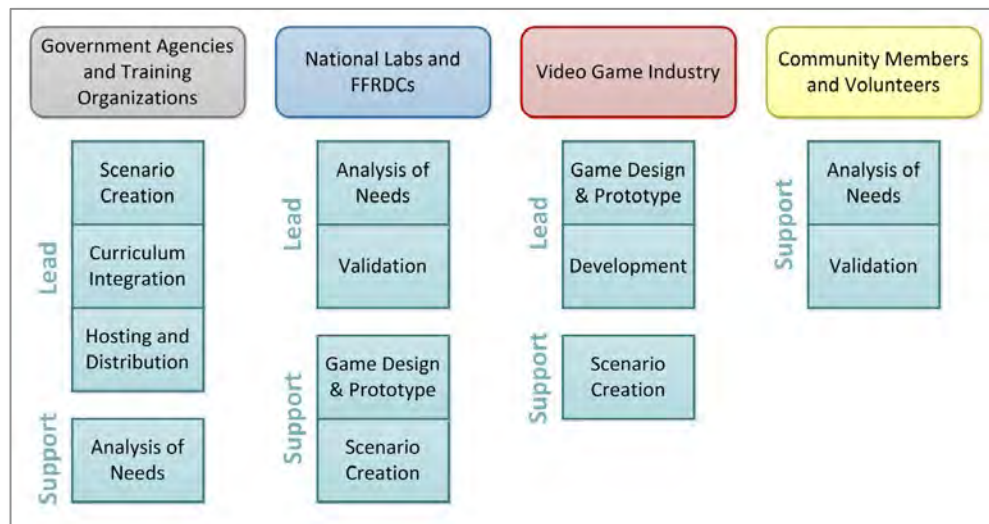 Government Agencies
and Training
Organizations
National Labs and
FFRDCs
Video Game Industry
Community Members
and Volunteers
Lead
Scenario
Creation
Curriculum
Integration
Hosting and
Distribution
Support
Analysis of
Needs
Lead
Analysis of
Needs
Validation
Support
Game Design
& Prototype
Scenario
Creation
Lead
Game Design
& Prototype
Development
Support
Scenario
Creation
Support
Analysis of
Needs
Validation